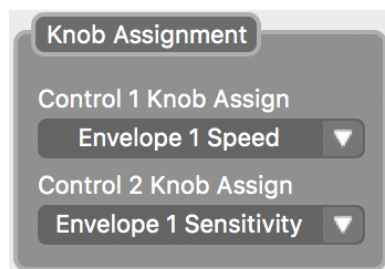 Knob Assignment
Control 1 Knob Assign
Envelope 1 Speed
Control 2 Knob Assign
Envelope 1 Sensitivity